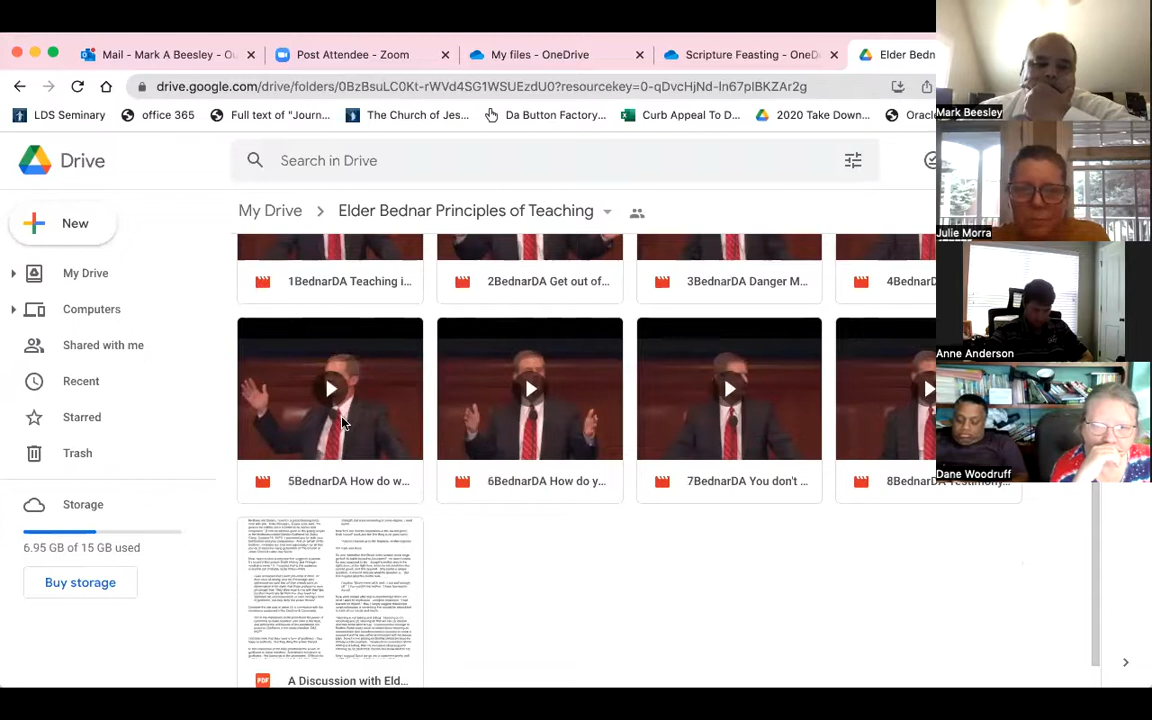 Mail - Mark A Beesley - Ou
Post Attendee - Zoom
My files - OneDrive
Scripture Feasting - OneD
Elder Bedn
drive.google.com/drive/folders/0BzBsuLC0Kt-rWVd4SG1WSUEzdU0?resourcekey=0-qDvcHjNd-ln67plBKZAr2g
LDS Seminary
office 365
Full text of "Journ...
The Church of Jes...
Da Button Factory...
Curb Appeal To D...
2020 Take Down...
Oracle
Mark Beesley
Drive
Search in Drive
New
My Drive
Elder Bednar Principles of Teaching
Julie Morra
My Drive
Computers
Shared with me
Recent
Starred
Trash
Storage
6.95 GB of 15 GB used
Buy storage
1BednarDA Teaching i...
2BednarDA Get out of...
3BednarDA Danger M...
4BednarDA
Anne Anderson
Dane Woodruff
5BednarDA How do w...
6BednarDA How do y...
7BednarDA You don't ...
8BednarDA Testimony...
A Discussion with Eld...